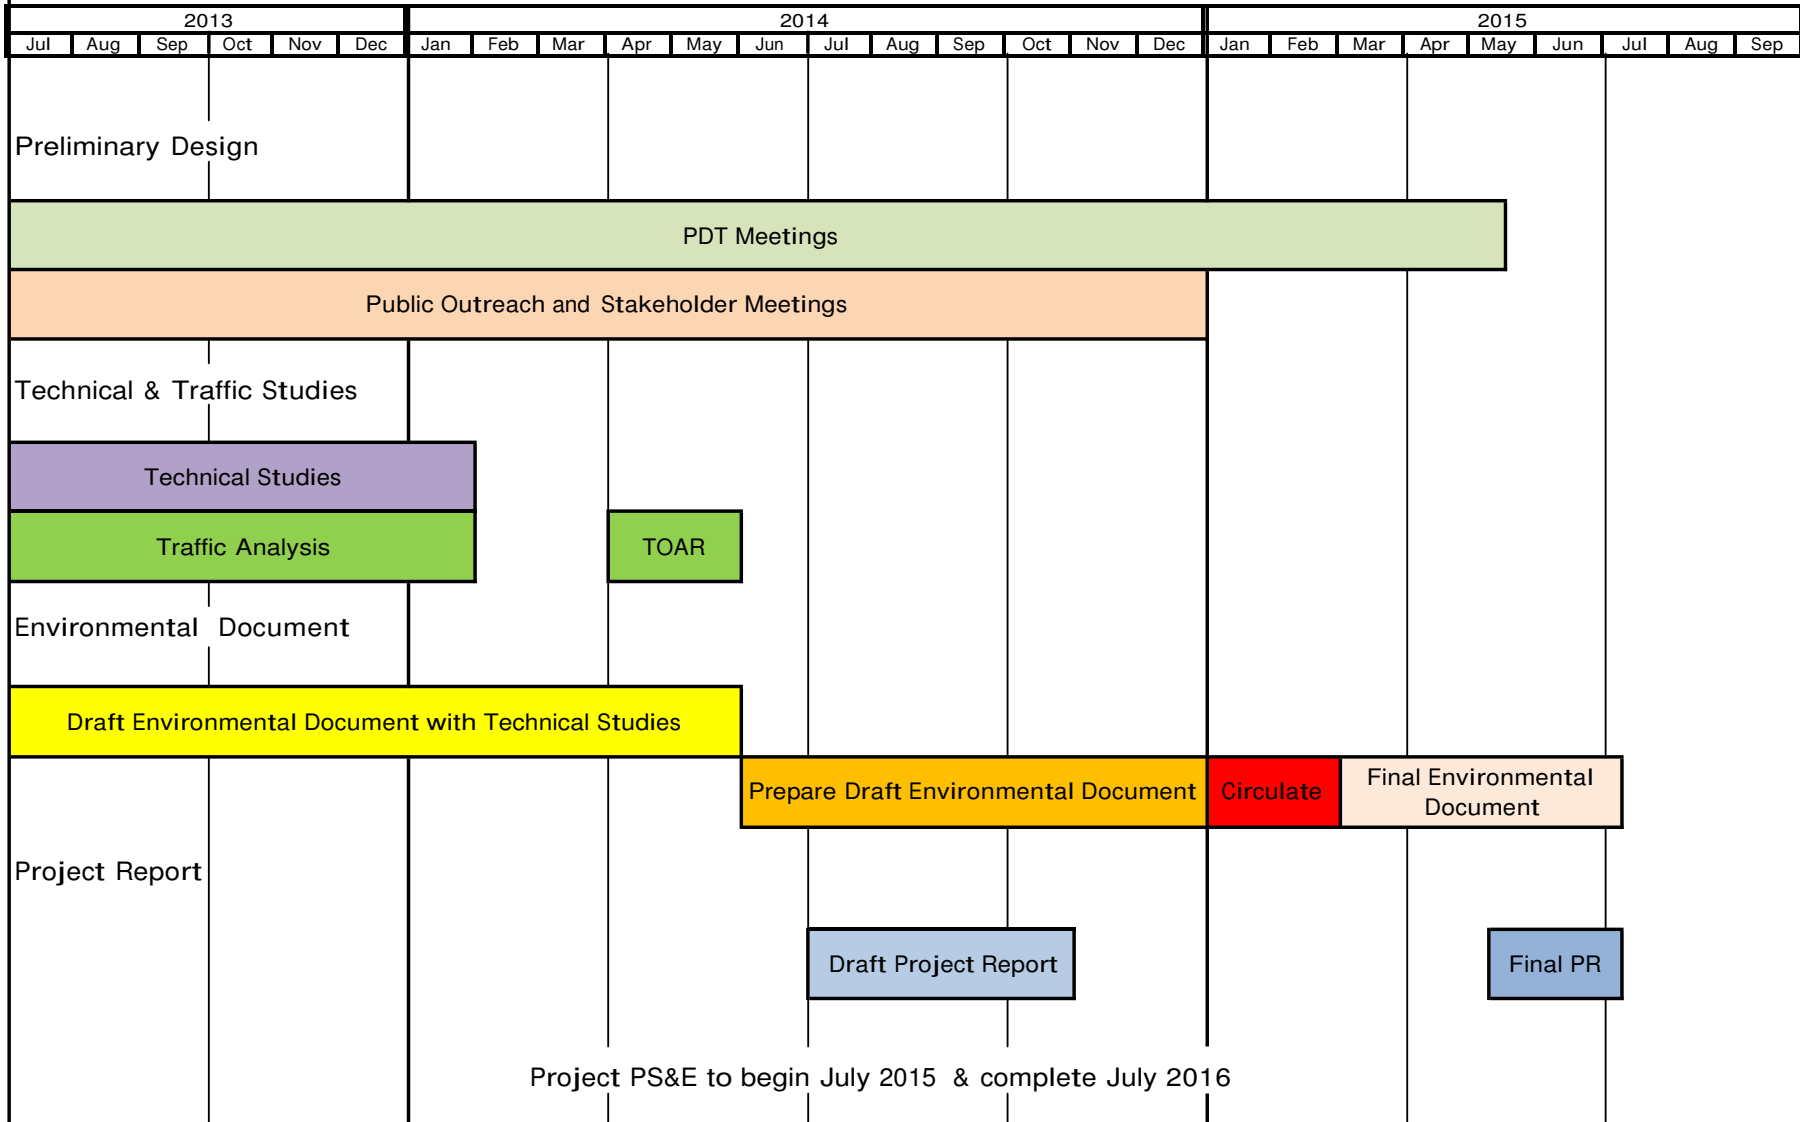 2013 2014 2015
Jul Aug Sep Oct Nov Dec Jan Feb Mar Apr May Jun Jul Aug Sep Oct Nov Dec Jan Feb Mar Apr May Jun Jul Aug Sep
Preliminary Design
PDT Meetings
Public Outreach and Stakeholder Meetings
Technical & Traffic Studies
Technical Studies
Traffic Analysis TOAR
Environmental Document
Draft Environmental Document with Technical Studies
Prepare Draft Environmental Document Circulate Final Environmental
Document
Project Report
Draft Project Report Final PR
Project PS&E to begin July 2015 & complete July 2016